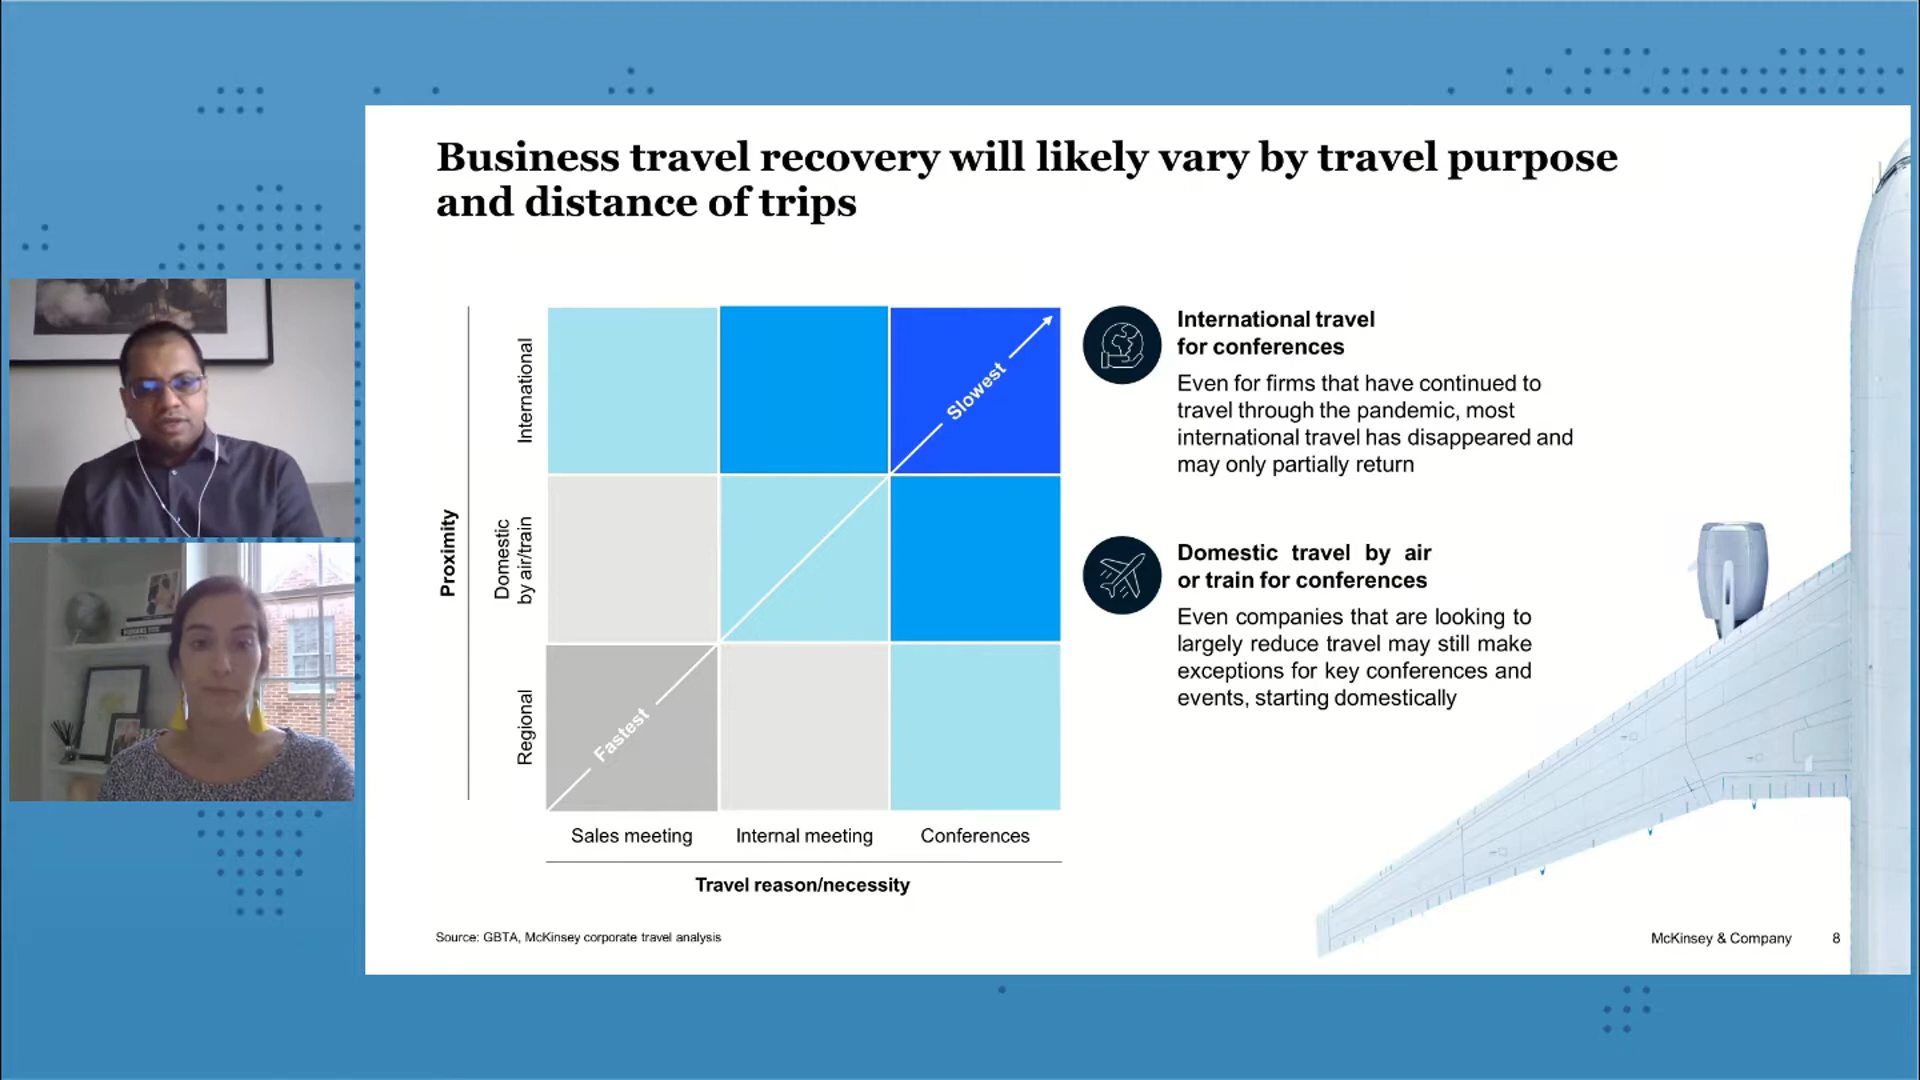 Business travel recovery will likely vary by travel purpose
and distance of trips
Proximity
International
Domestic
by air/train
Regional
Slowest
Fastest
Sales meeting
Internal meeting
Conferences
Travel reason/necessity
International travel
for conferences
Even for firms that have continued to
travel through the pandemic, most
international travel has disappeared and
may only partially return
Domestic travel by air
or train for conferences
Even companies that are looking to
largely reduce travel may still make
exceptions for key conferences and
events, starting domestically
Source: GBTA, McKinsey corporate travel analysis
McKinsey & Company
8